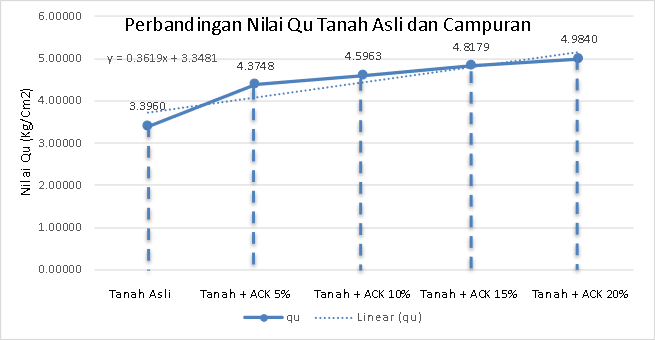 Perbandingan Nilai Qu Tanah Asli dan Campuran
Nilai Qu (Kg/Cm2)
6.00000
5.00000
4.00000
3.00000
2.00000
1.00000
0.00000
y = 0.3619x + 3.3481
3.3960
4.3748
4.5963
4.8179
4.9840
Tanah Asli
Tanah + ACK 5%
Tanah + ACK 10%
Tanah + ACK 15%
Tanah + ACK 20%
qu
Linear (qu)